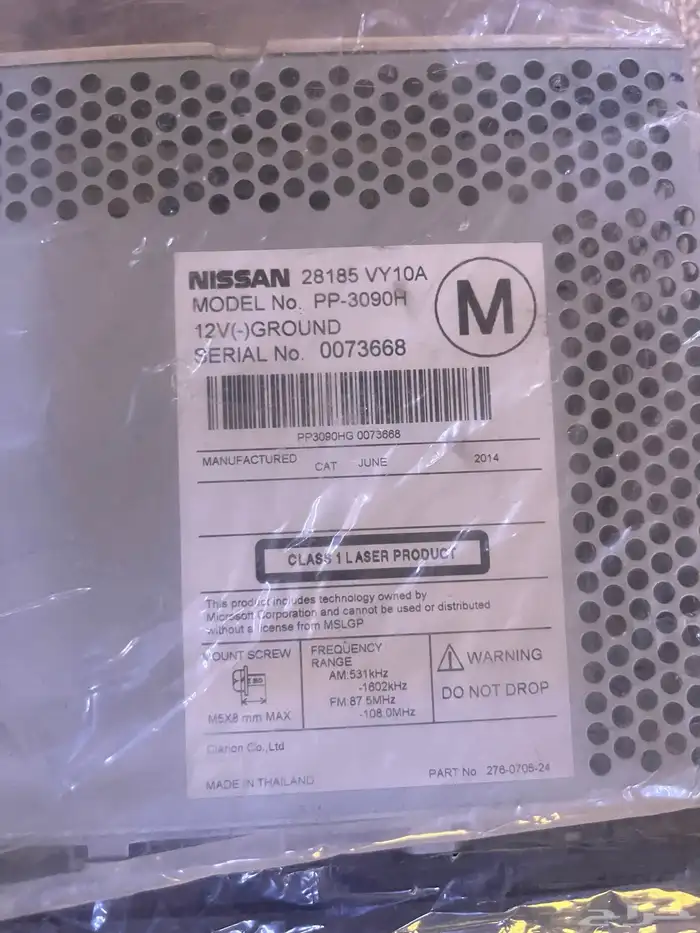 NISSAN 28185 VY10A
MODEL No. PP-3090H
12V(-)GROUND
SERIAL No. 0073668
M
PP3090HG 0073668
MANUFACTURED CAT JUNE 2014
CLASS 1 LASER PRODUCT
This product includes technology owned by
Microsoft Corporation and cannot be used or distributed
without a license from MSLGP
MOUNT SCREW
M5X8 mm MAX
FREQUENCY
RANGE
AM:531kHz
-1602kHz
FM:87.5MHz
-108.0MHz
WARNING
DO NOT DROP
Clarion Co.,Ltd
MADE IN THAILAND
PART No 276-0705-24
حراج